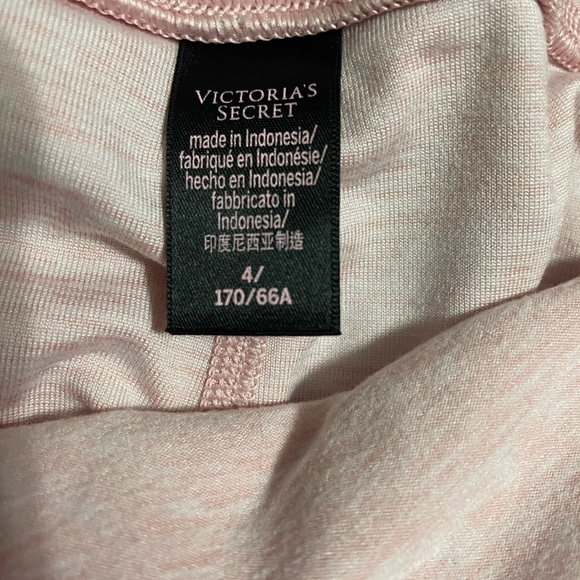 VICTORIA'S
SECRET
made in Indonesia/
fabriqué en Indonésie/
hecho en Indonesia/
fabbricato in
Indonesia/
印度尼西亚制造
4/
170/66A